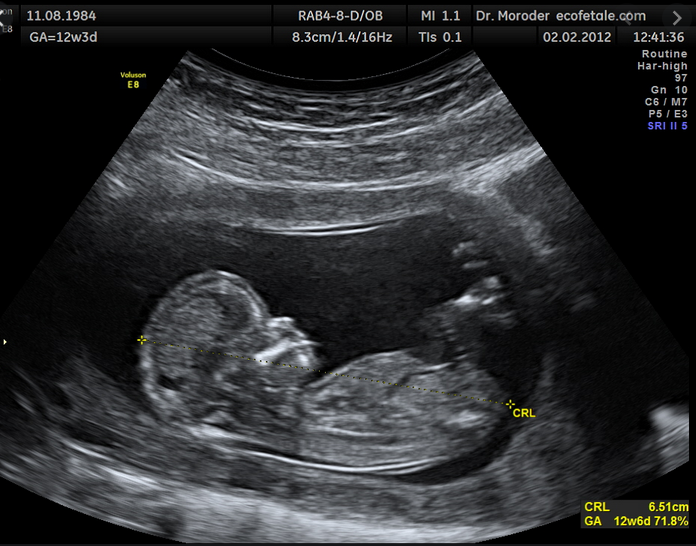 11.08.1984 RAB4-8-D/OB MI 1.1 Dr. Moroder ecofetale.com
E8 GA=12w3d 8.3cm/1.4/16Hz TIs 0.1 02.02.2012 12:41:36
Voluson
E8
Routine
Har-high
97
Gn 10
C6 / M7
P5 / E3
SRI II 5
CRL
CRL 6.51cm
GA 12w6d 71.8%